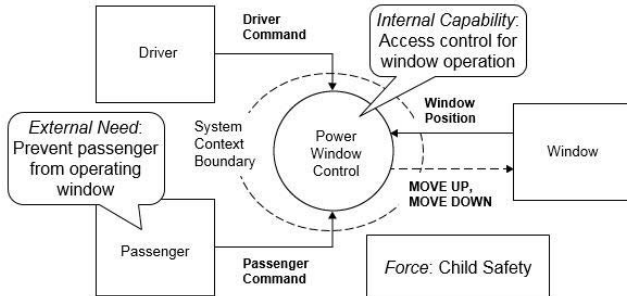 Driver
Command
Driver
Internal Capability:
Access control for
window operation
External Need:
Prevent passenger
from operating
window
System
Context
Boundary
Power
Window
Control
Window
Position
Window
MOVE UP,
MOVE DOWN
Passenger
Passenger
Command
Force: Child Safety